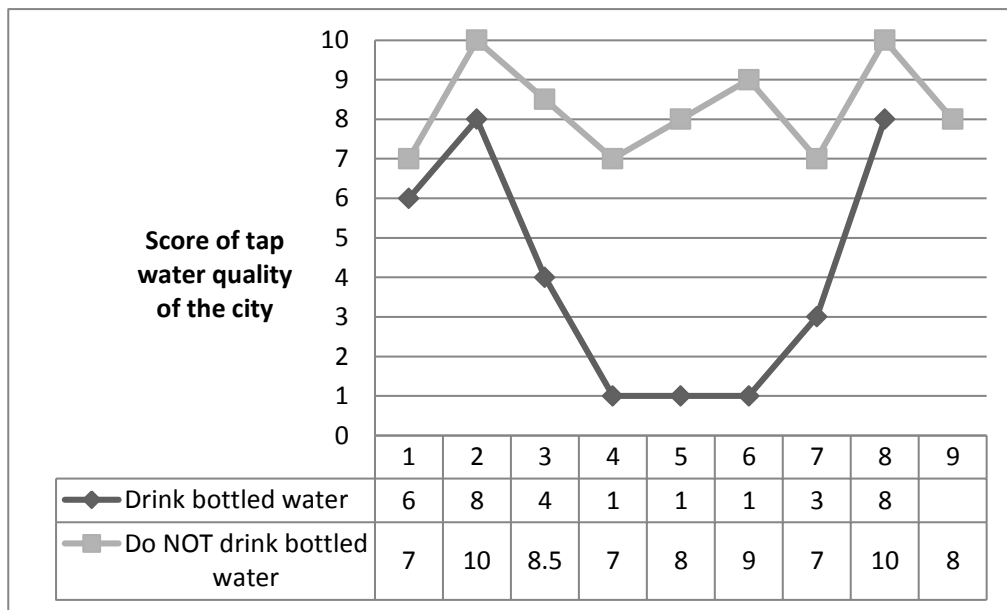 10
9
8
7
6
5
4
3
2
1
0
Score of tap
water quality
of the city
1 2 3 4 5 6 7 8 9
Drink bottled water 6 8 4 1 1 1 3 8
Do NOT drink bottled
water 7 10 8.5 7 8 9 7 10 8